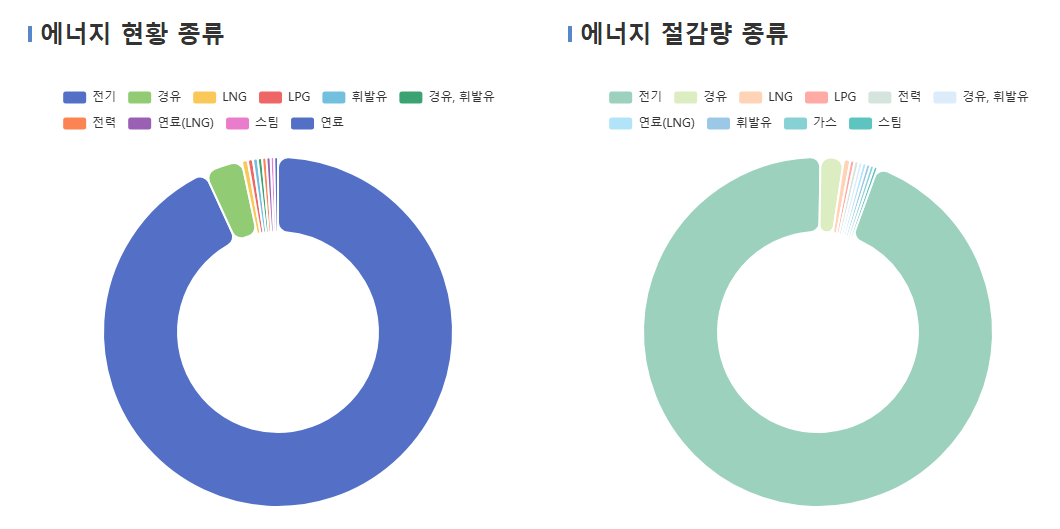 에너지 현황 종류
전기 경유 LNG LPG 휘발유 경유, 휘발유
전력 연료(LNG) 스팀 연료
에너지 절감량 종류
전기 경유 LNG LPG 전력 경유, 휘발유
연료(LNG) 휘발유 가스 스팀